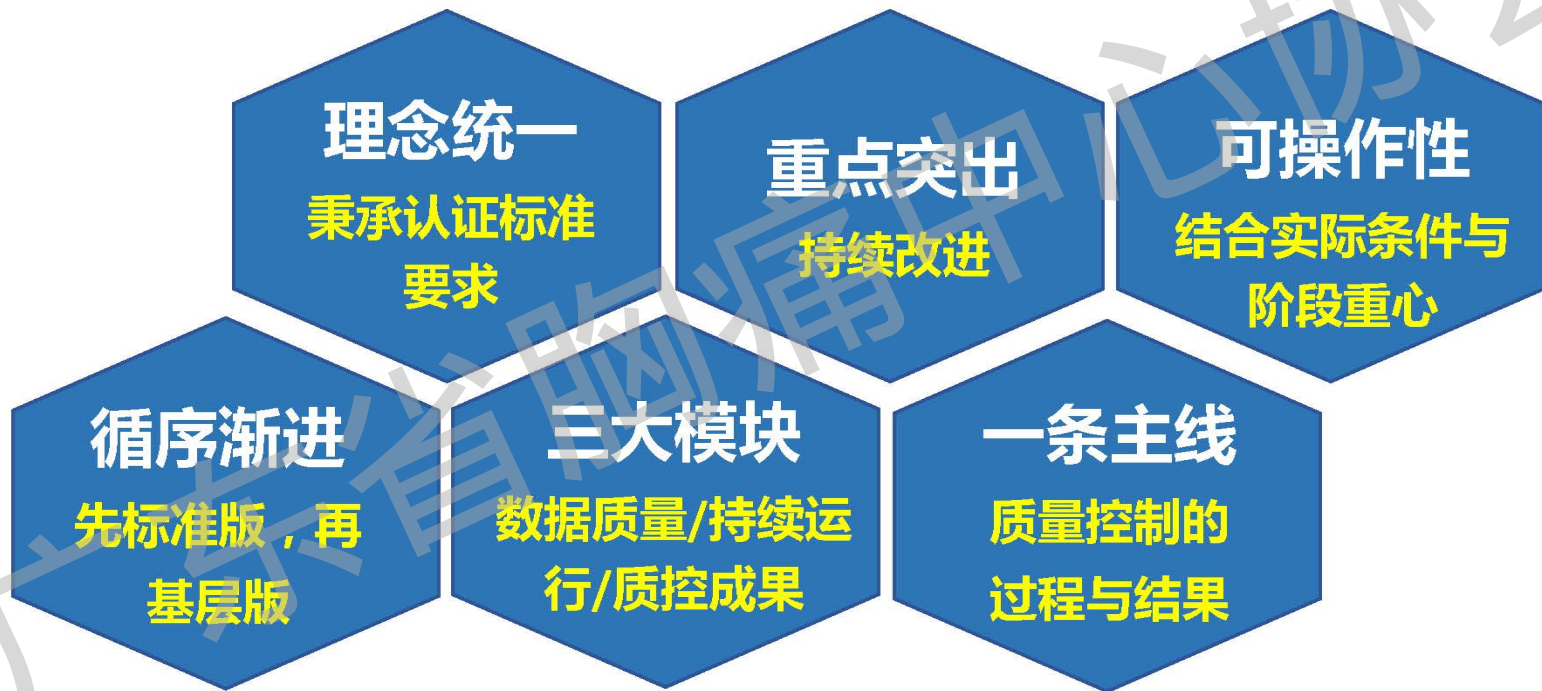 理念统一
秉承认证标准
要求
重点突出
持续改进
可操作性
结合实际条件与
阶段重心
循序渐进
先标准版，再
基层版
三大模块
数据质量/持续运
行/质控成果
一条主线
质量控制的
过程与结果
广东省胸痛中心协会